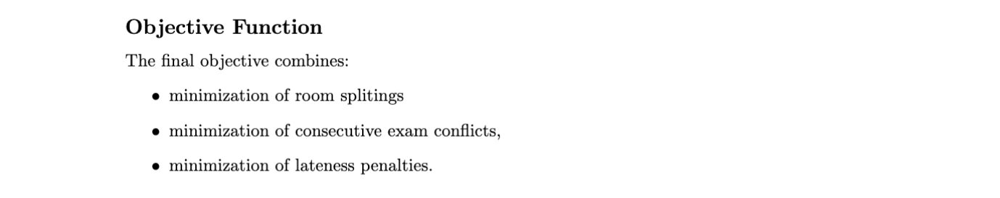 Objective Function
The final objective combines:
• minimization of room splitings
• minimization of consecutive exam conflicts,
• minimization of lateness penalties.